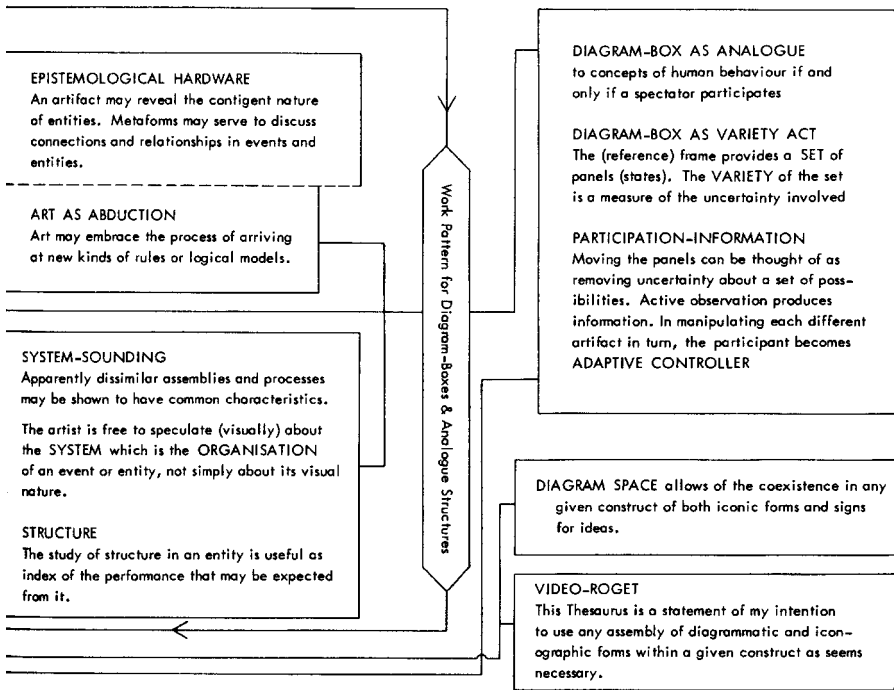 EPISTEMOLOGICAL HARDWARE
An artifact may reveal the contigent nature
of entities. Metaforms may serve to discuss
connections and relationships in events and
entities.
ART AS ABDUCTION
Art may embrace the process of arriving
at new kinds of rules or logical models.
SYSTEM-SOUNDING
Apparently dissimilar assemblies and processes
may be shown to have common characteristics.
The artist is free to speculate (visually) about
the SYSTEM which is the ORGANISATION
of an event or entity, not simply about its visual
nature.
STRUCTURE
The study of structure in an entity is useful as
index of the performance that may be expected
from it.
Work Pattern for Diagram-Boxes & Analogue Structures
DIAGRAM-BOX AS ANALOGUE
to concepts of human behaviour if and
only if a spectator participates
DIAGRAM-BOX AS VARIETY ACT
The (reference) frame provides a SET of
panels (states). The VARIETY of the set
is a measure of the uncertainty involved
PARTICIPATION-INFORMATION
Moving the panels can be thought of as
removing uncertainty about a set of poss-
ibilities. Active observation produces
information. In manipulating each different
artifact in turn, the participant becomes
ADAPTIVE CONTROLLER
DIAGRAM SPACE allows of the coexistence in any
given construct of both iconic forms and signs
for ideas.
VIDEO-ROGET
This Thesaurus is a statement of my intention
to use any assembly of diagrammatic and icon-
ographic forms within a given construct as seems
necessary.